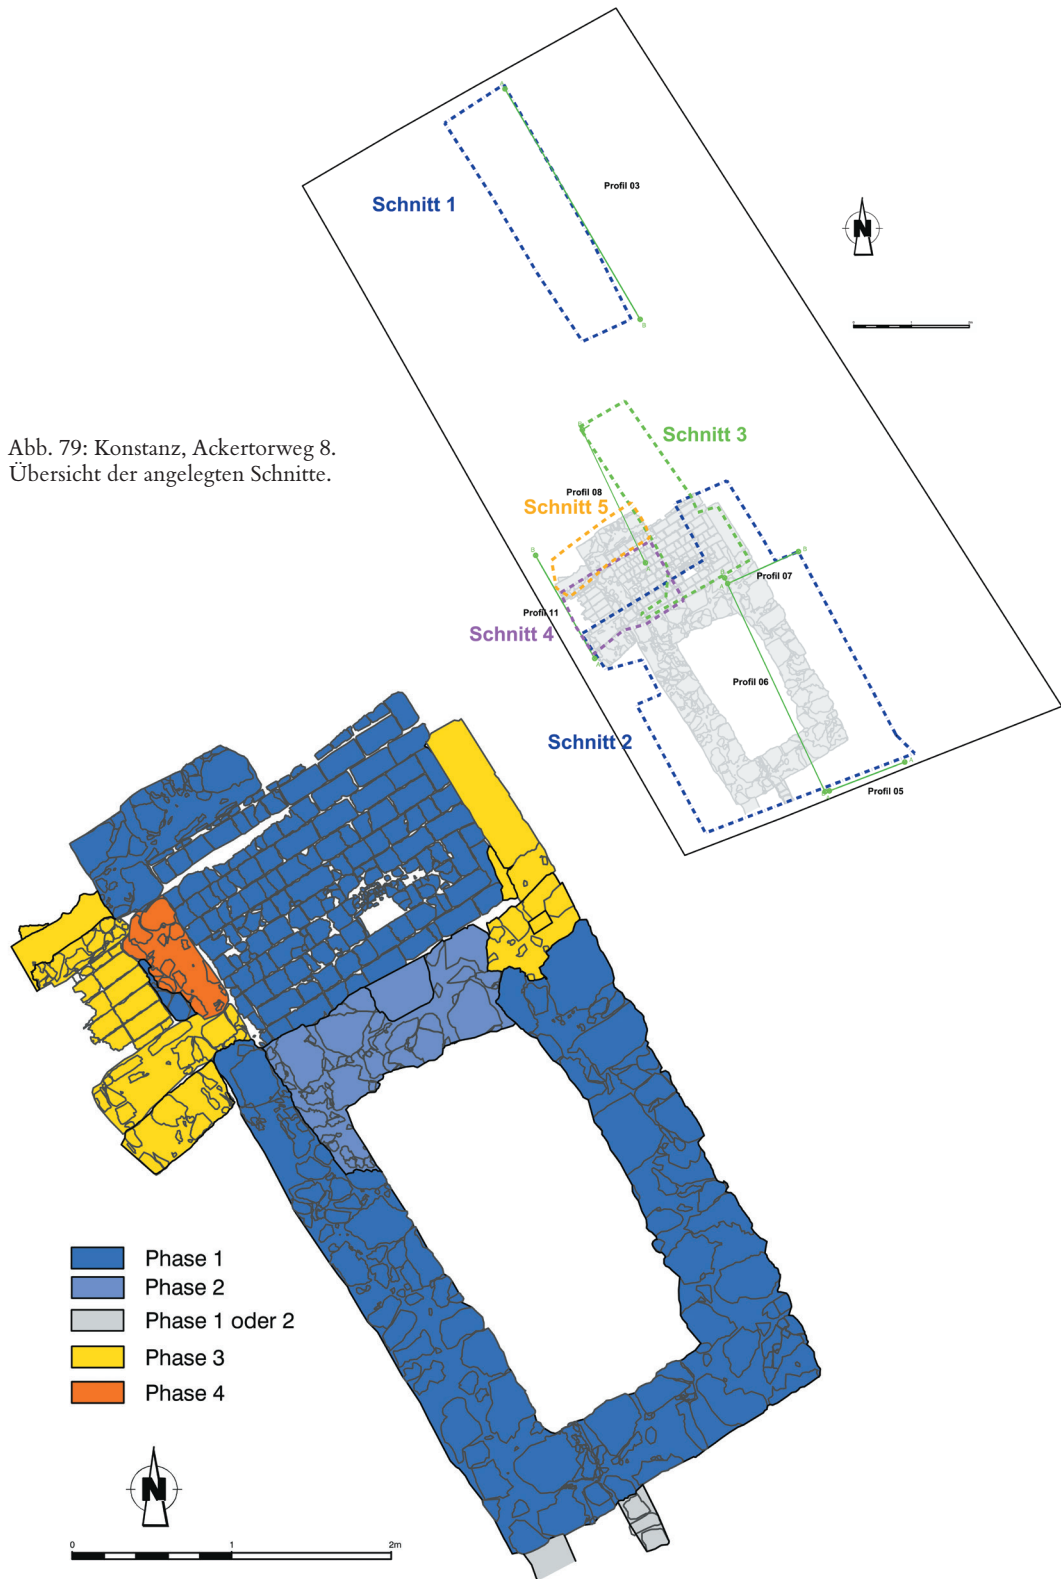 Profil 03
Schnitt 1
N
Abb. 79: Konstanz, Ackertorweg 8.
Übersicht der angelegten Schnitte.
Schnitt 3
Profil 08
Schnitt 5
Profil 07
Profil 11
Schnitt 4
Profil 06
Schnitt 2
Profil 05
Phase 1
Phase 2
Phase 1 oder 2
Phase 3
Phase 4
N
0 1 2m